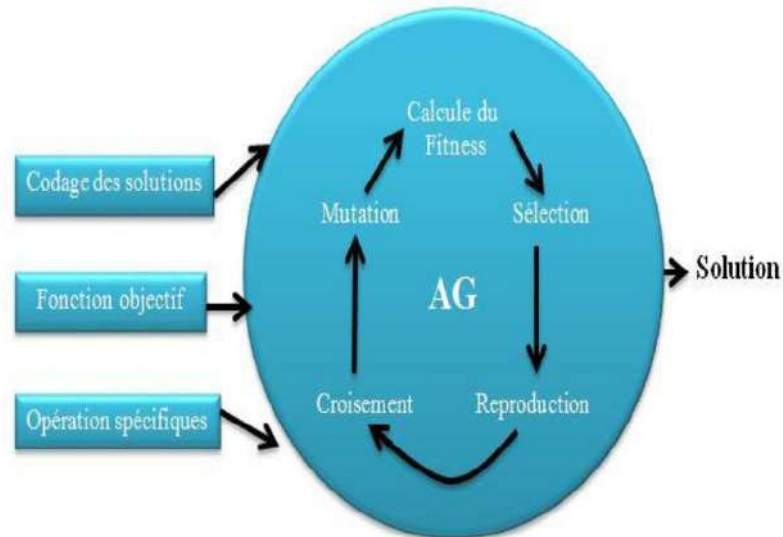 Calcule du
Fitness
Codage des solutions
Mutation
Sélection
Solution
Fonction objectif
AG
Opération spécifiques
Croisement
Reproduction